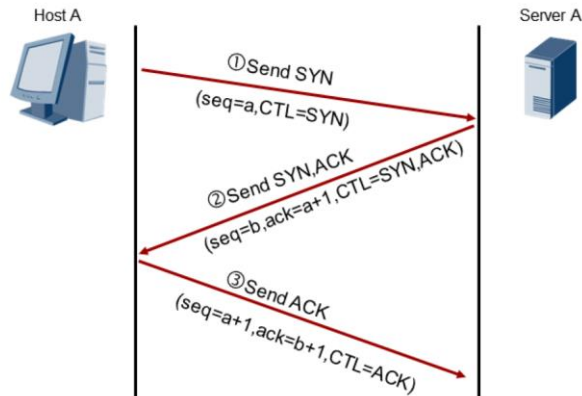 Host A
Server A
①Send SYN
(seq=a,CTL=SYN)
②Send SYN,ACK
(seq=b,ack=a+1,CTL=SYN,ACK)
③Send ACK
(seq=a+1,ack=b+1,CTL=ACK)